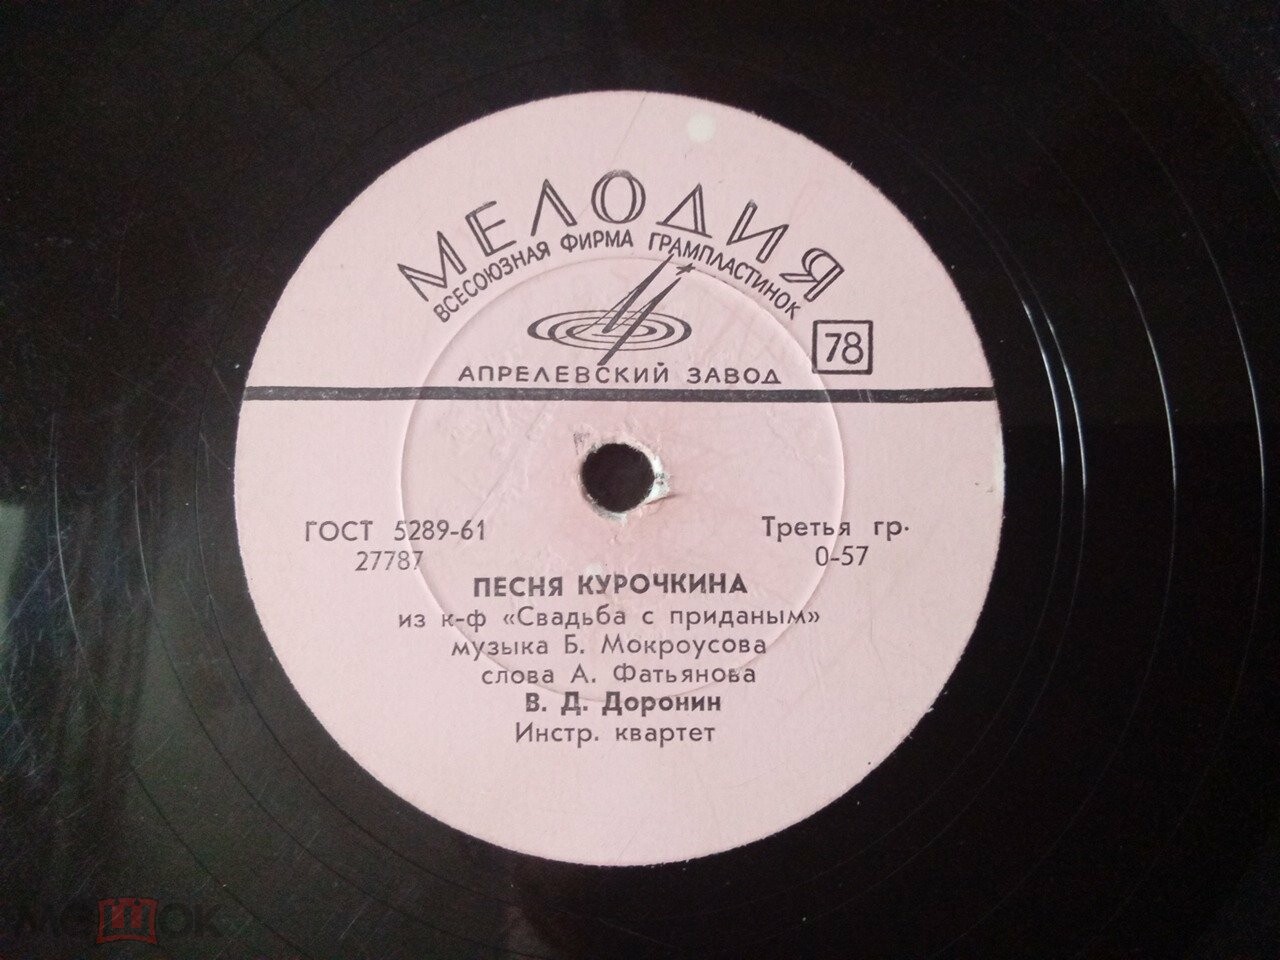 МЕЛОДИЯ
ВСЕСОЮЗНАЯ ФИРМА ГРАМПЛАСТИНОК
78
АПРЕЛЕВСКИЙ ЗАВОД
ГОСТ 5289-61
27787
Третья гр.
0-57
ПЕСНЯ КУРОЧКИНА
из к-ф «Свадьба с приданым»
музыка Б. Мокроусова
слова А. Фатьянова
В. Д. Доронин
Инстр. квартет
мешок